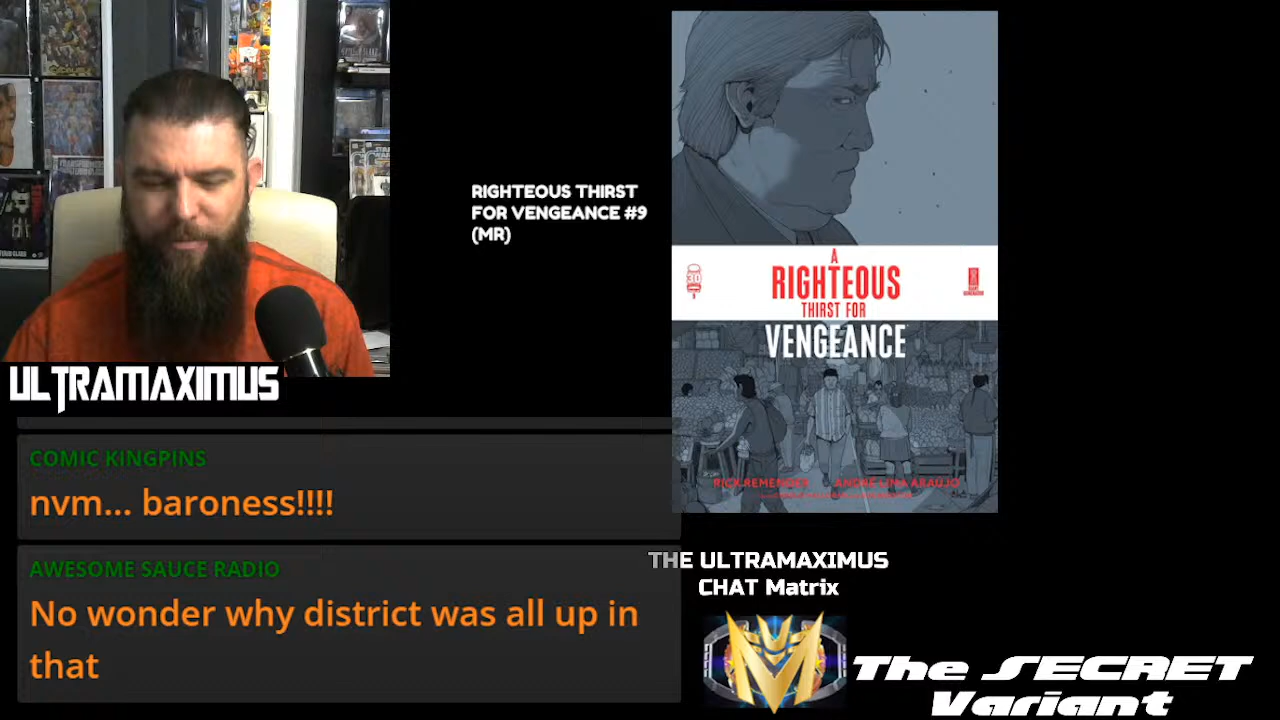 RIGHTEOUS THIRST
FOR VENGEANCE #9
(MR)
30
A
RIGHTEOUS
THIRST FOR
VENGEANCE
RICK REMENDER ANDRÉ LIMA ARAÚJO
ULTRAMAXIMUS
COMIC KINGPINS
nvm... baroness!!!!
AWESOME SAUCE RADIO
No wonder why district was all up in
that
THE ULTRAMAXIMUS
CHAT Matrix
The SECRET
Variant